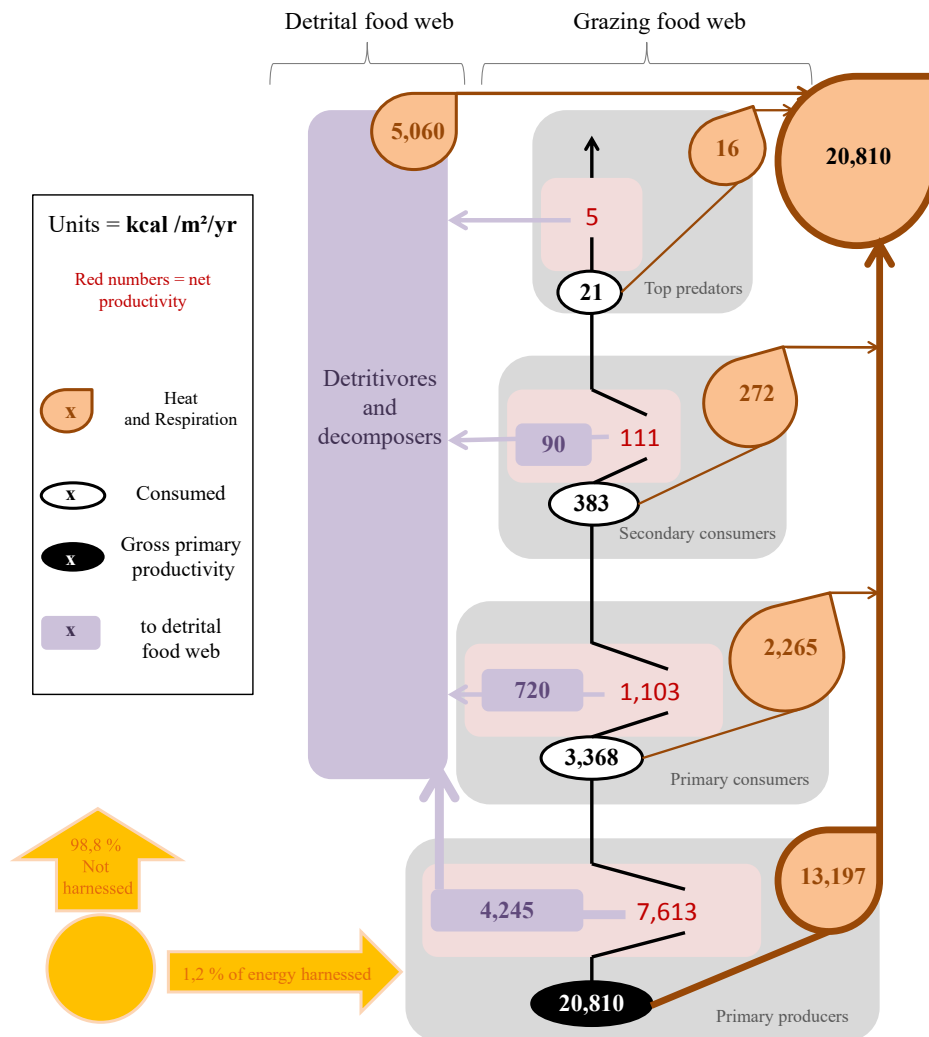 Detrital food web
Grazing food web
5,060
16
20,810
5
21
Top predators
Units = kcal /m²/yr
Red numbers = net
productivity
x
Heat
and Respiration
x
Consumed
x
Gross primary
productivity
x
to detrital
food web
Detritivores
and
decomposers
272
90
111
383
Secondary consumers
2,265
720
1,103
3,368
Primary consumers
98,8 %
Not
harnessed
13,197
4,245
7,613
1,2 % of energy harnessed
20,810
Primary producers